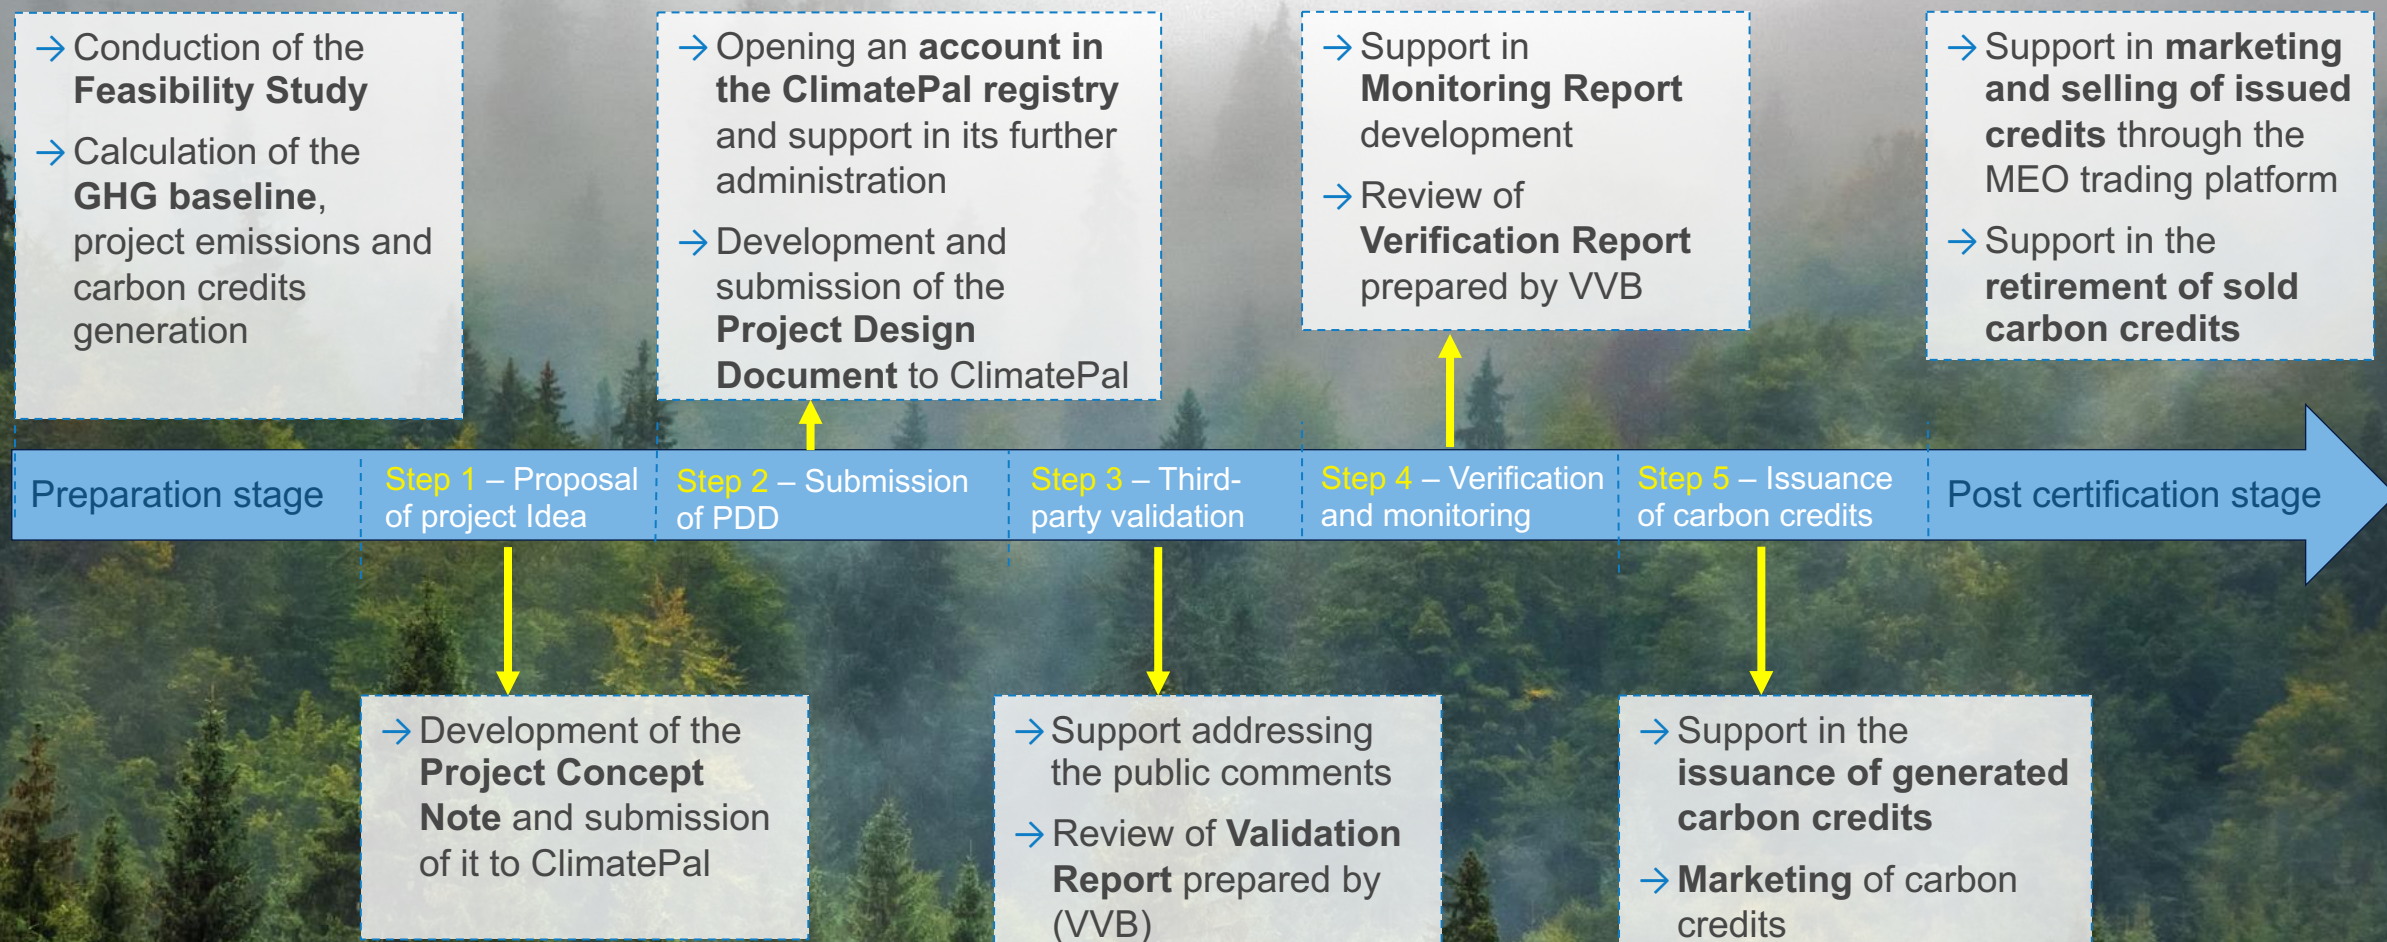 → Conduction of the
Feasibility Study
→ Calculation of the
GHG baseline,
project emissions and
carbon credits
generation
→ Opening an account in
the ClimatePal registry
and support in its further
administration
→ Development and
submission of the
Project Design
Document to ClimatePal
→ Support in
Monitoring Report
development
→ Review of
Verification Report
prepared by VVB
→ Support in marketing
and selling of issued
credits through the
MEO trading platform
→ Support in the
retirement of sold
carbon credits
Preparation stage
Step 1 – Proposal
of project Idea
Step 2 – Submission
of PDD
Step 3 – Third-
party validation
Step 4 – Verification
and monitoring
Step 5 – Issuance
of carbon credits
Post certification stage
→ Development of the
Project Concept
Note and submission
of it to ClimatePal
→ Support addressing
the public comments
→ Review of Validation
Report prepared by
(VVB)
→ Support in the
issuance of generated
carbon credits
→ Marketing of carbon
credits